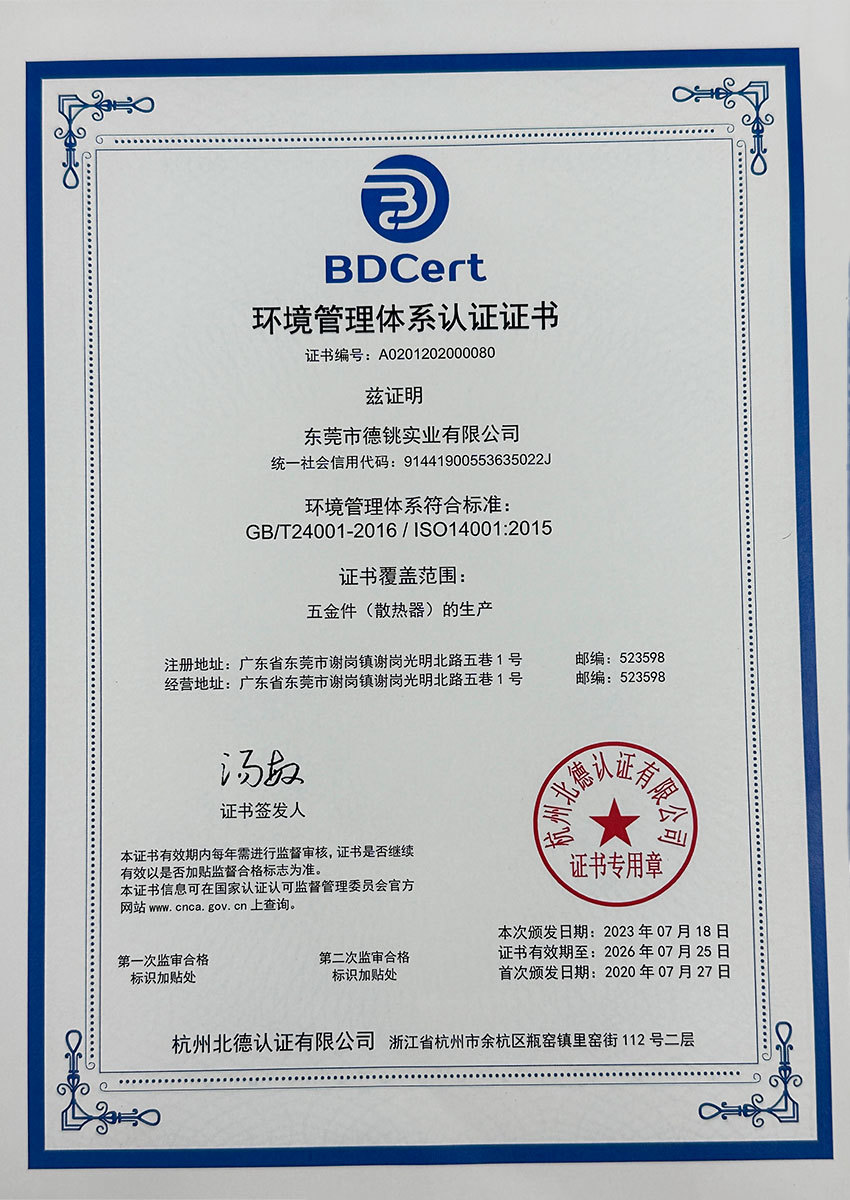 BDCert
环境管理体系认证证书
证书编号：A0201202000080
兹证明
东莞市德铫实业有限公司
统一社会信用代码：91441900553635022J
环境管理体系符合标准：
GB/T24001-2016 / ISO14001:2015
证书覆盖范围：
五金件（散热器）的生产
注册地址：广东省东莞市谢岗镇谢岗光明北路五巷 1 号 邮编：523598
经营地址：广东省东莞市谢岗镇谢岗光明北路五巷 1 号 邮编：523598
汤敏
证书签发人
杭州北德认证有限公司
证书专用章
本证书有效期内每年需进行监督审核，证书是否继续
有效以是否加贴监督合格标志为准。
本证书信息可在国家认证认可监督管理委员会官方
网站 www.cnca.gov.cn 上查询。
本次颁发日期：2023 年 07 月 18 日
证书有效期至：2026 年 07 月 25 日
首次颁发日期：2020 年 07 月 27 日
第一次监审合格
标识加贴处
第二次监审合格
标识加贴处
杭州北德认证有限公司 浙江省杭州市余杭区瓶窑镇里窑街 112 号二层